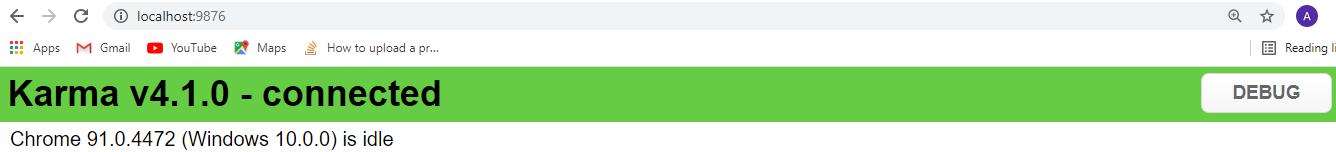 localhost:9876
A
Apps Gmail YouTube Maps How to upload a pr... Reading li
Karma v4.1.0 - connected
DEBUG
Chrome 91.0.4472 (Windows 10.0.0) is idle